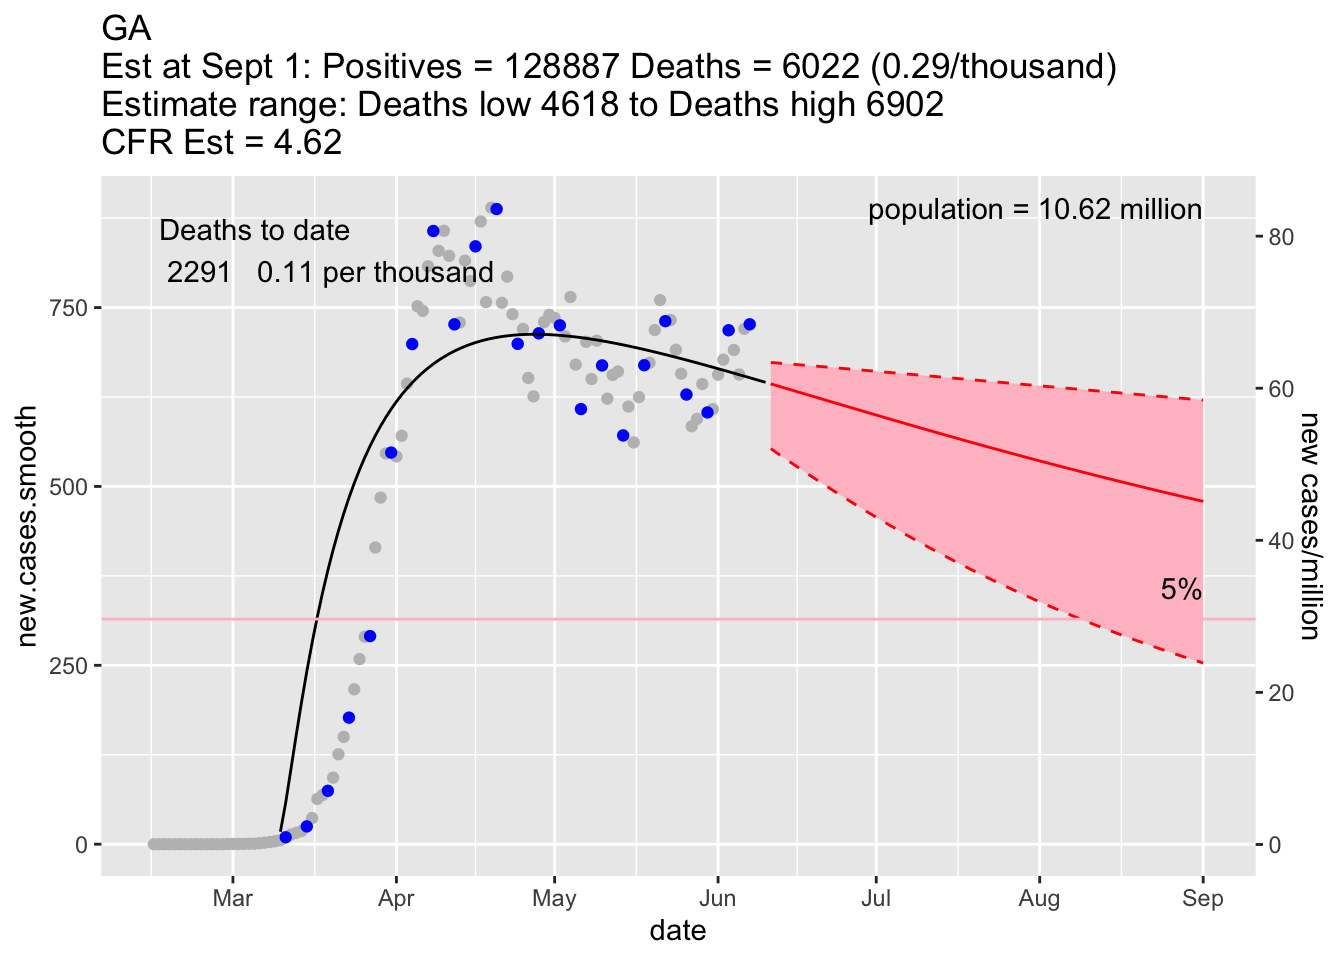 GA
Est at Sept 1: Positives = 128887 Deaths = 6022 (0.29/thousand)
Estimate range: Deaths low 4618 to Deaths high 6902
CFR Est = 4.62
Deaths to date
2291 0.11 per thousand
population = 10.62 million
5%
new.cases.smooth
750
500
250
0
80
60
40
20
0
new cases/million
Mar Apr May Jun Jul Aug Sep
date